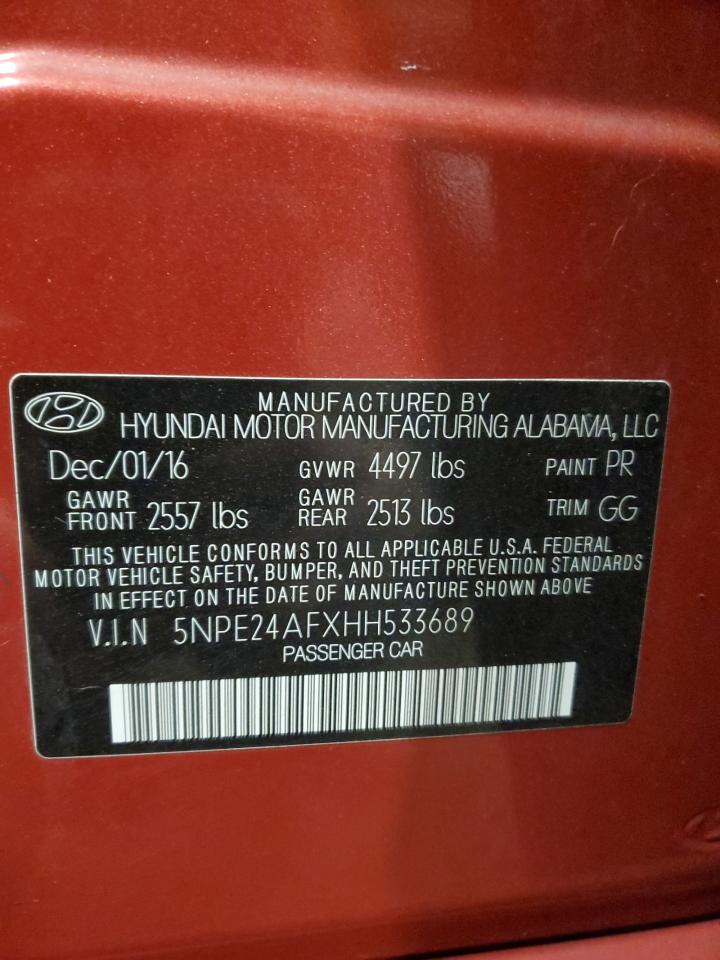 MANUFACTURED BY
HYUNDAI MOTOR MANUFACTURING ALABAMA, LLC
Dec/01/16 GVWR 4497 lbs PAINT PR
GAWR FRONT 2557 lbs GAWR REAR 2513 lbs TRIM GG
THIS VEHICLE CONFORMS TO ALL APPLICABLE U.S.A. FEDERAL
MOTOR VEHICLE SAFETY, BUMPER, AND THEFT PREVENTION STANDARDS
IN EFFECT ON THE DATE OF MANUFACTURE SHOWN ABOVE
V.I.N 5NPE24AFXHH533689
PASSENGER CAR